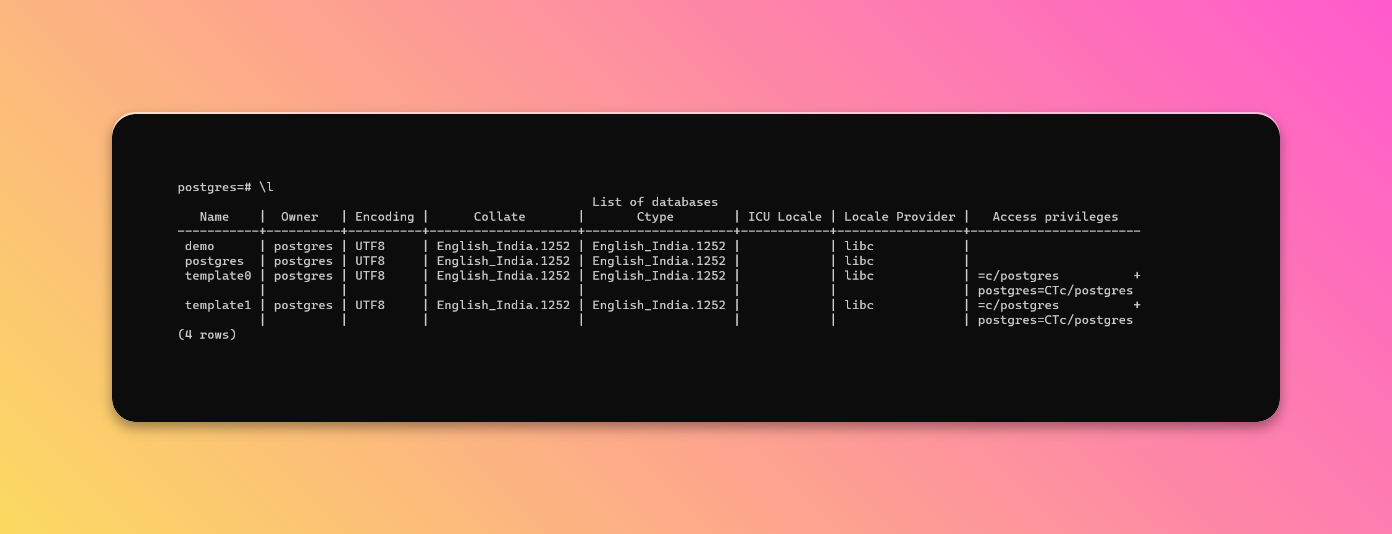 postgres=# \l
                                                        List of databases
   Name    |  Owner   | Encoding |      Collate       |       Ctype        | ICU Locale | Locale Provider |   Access privileges
-----------+----------+----------+--------------------+--------------------+------------+-----------------+-----------------------
 demo      | postgres | UTF8     | English_India.1252 | English_India.1252 |            | libc            |
 postgres  | postgres | UTF8     | English_India.1252 | English_India.1252 |            | libc            |
 template0 | postgres | UTF8     | English_India.1252 | English_India.1252 |            | libc            | =c/postgres          +
           |          |          |                    |                    |            |                 | postgres=CTc/postgres
 template1 | postgres | UTF8     | English_India.1252 | English_India.1252 |            | libc            | =c/postgres          +
           |          |          |                    |                    |            |                 | postgres=CTc/postgres
(4 rows)